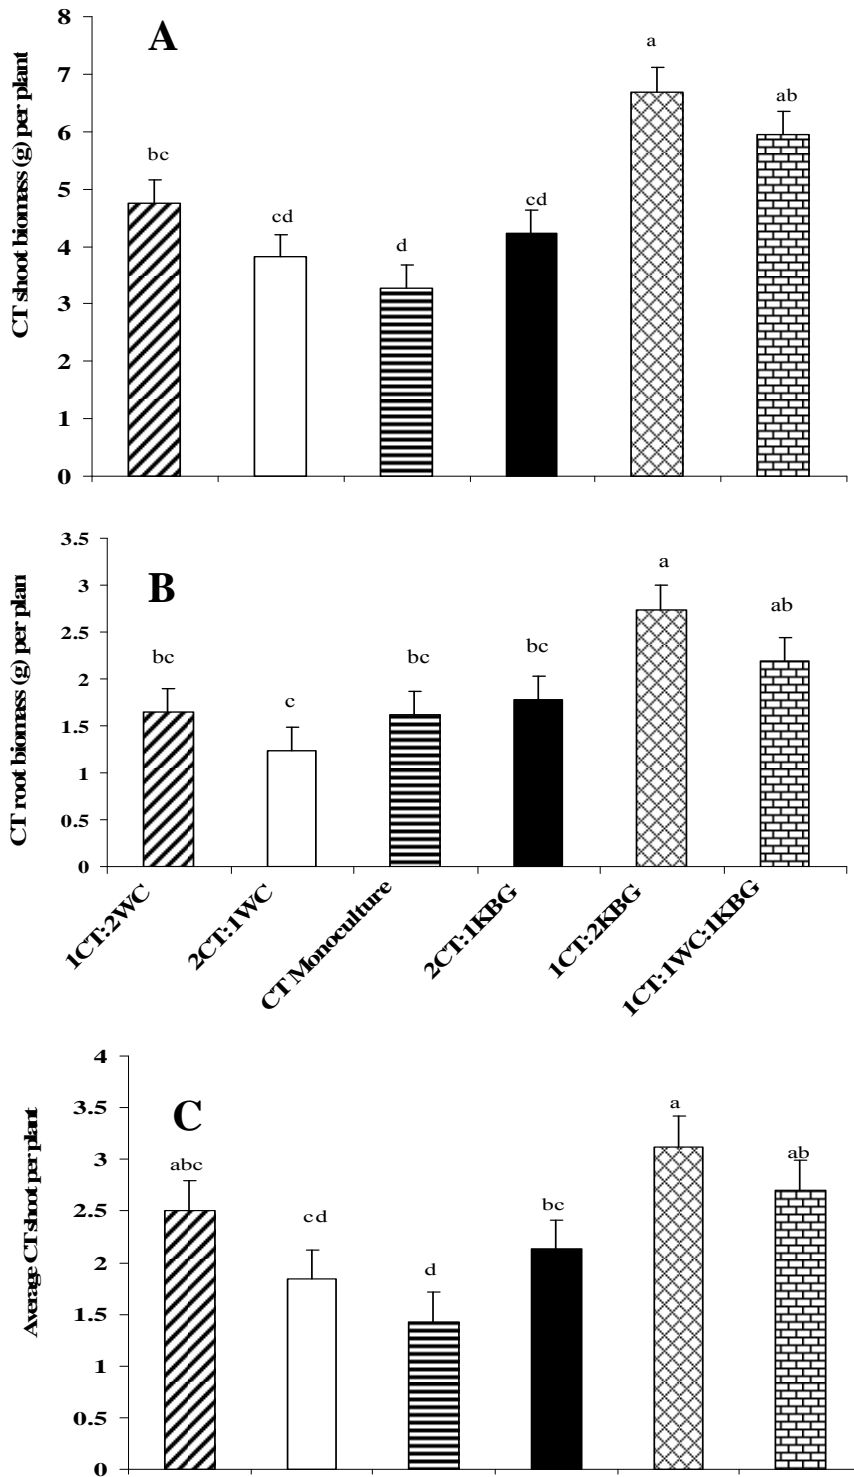 A
CT shoot biomass (g) per plant
8
7
6
5
4
3
2
1
0
bc
cd
d
cd
a
ab
B
CT root biomass (g) per plan
3.5
3
2.5
2
1.5
1
0.5
0
bc
c
bc
bc
a
ab
1CT:2WC
2CT:1WC
CT Monoculture
2CT:1KBG
1CT:2KBG
1CT:1WC:1KBG
C
Average CT shoot per plant
4
3.5
3
2.5
2
1.5
1
0.5
0
abc
cd
d
bc
a
ab